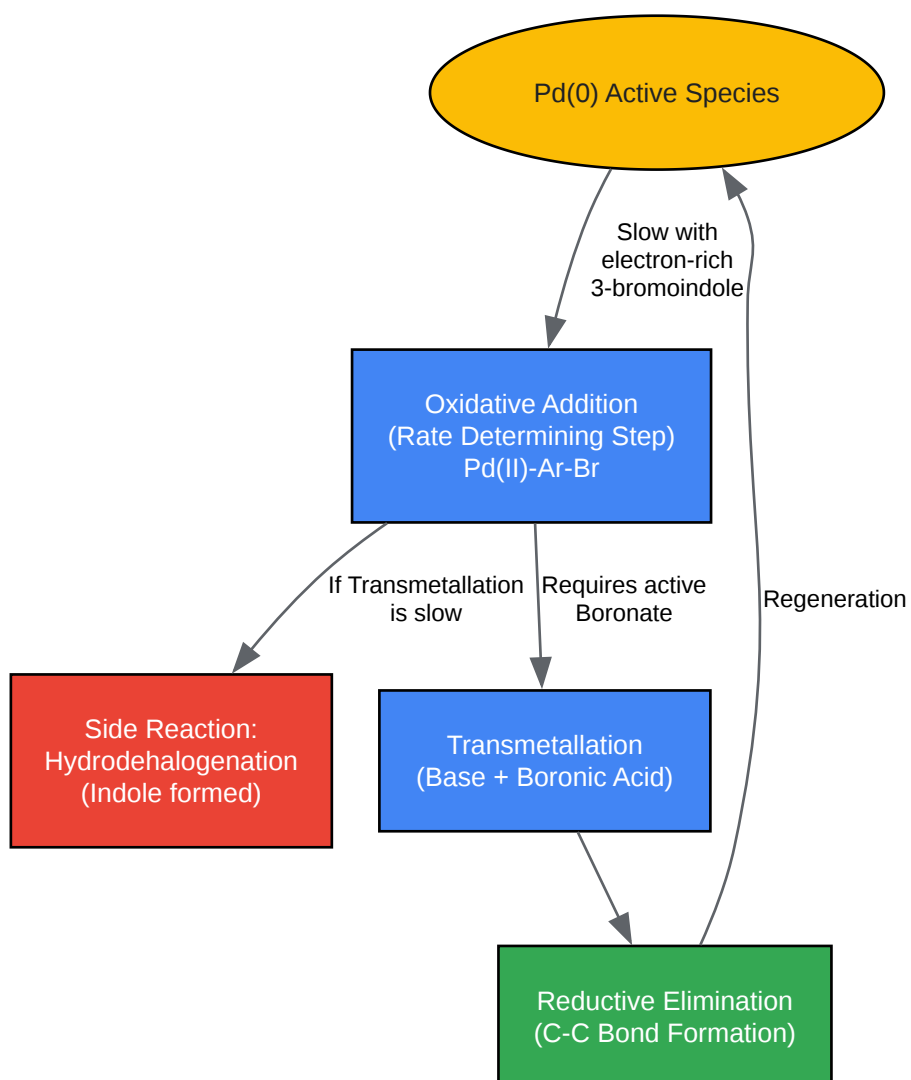 Pd(0) Active Species
Slow with
electron-rich
3-bromoindole
Oxidative Addition
(Rate Determining Step)
Pd(II)-Ar-Br
If Transmetallation
is slow
Requires active
Boronate
Regeneration
Side Reaction:
Hydrodehalogenation
(Indole formed)
Transmetallation
(Base + Boronic Acid)
Reductive Elimination
(C-C Bond Formation)